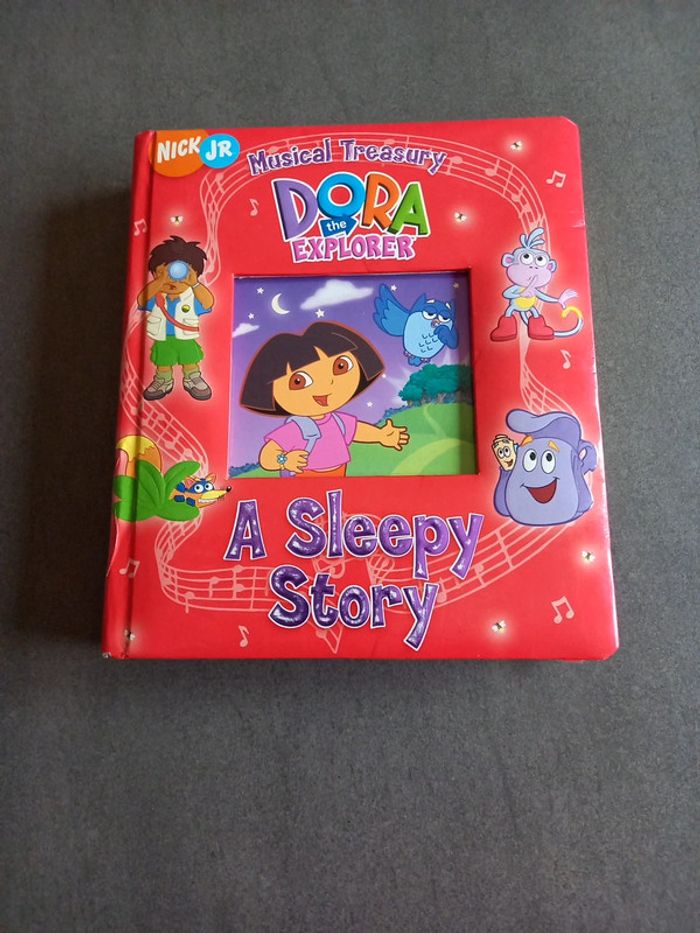 NICK JR
Musical Treasury
DORA
the
EXPLORER
A Sleepy
Story